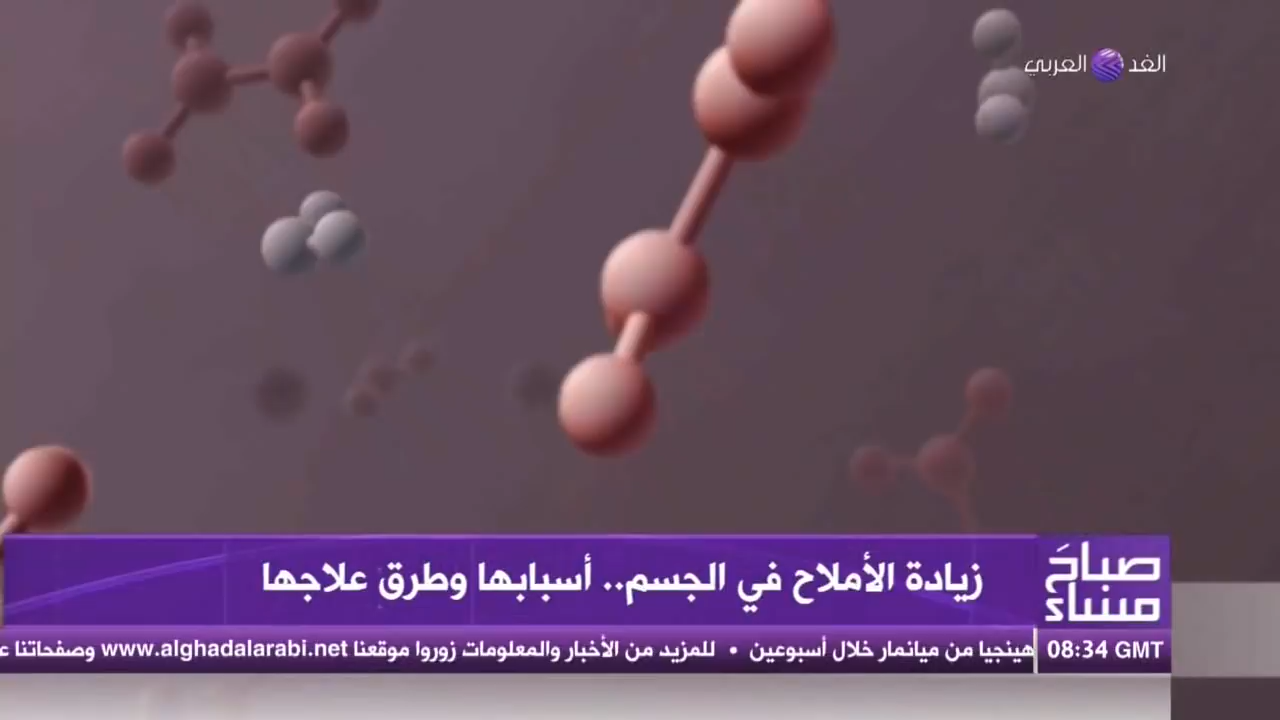 الغد العربي
زيادة الأملاح في الجسم.. أسبابها وطرق علاجها
صباحَ
مساءَ
08:34 GMT
هينجيا من ميانمار خلال أسبوعين • للمزيد من الأخبار والمعلومات زوروا موقعنا www.alghadalarabi.net وصفحاتنا